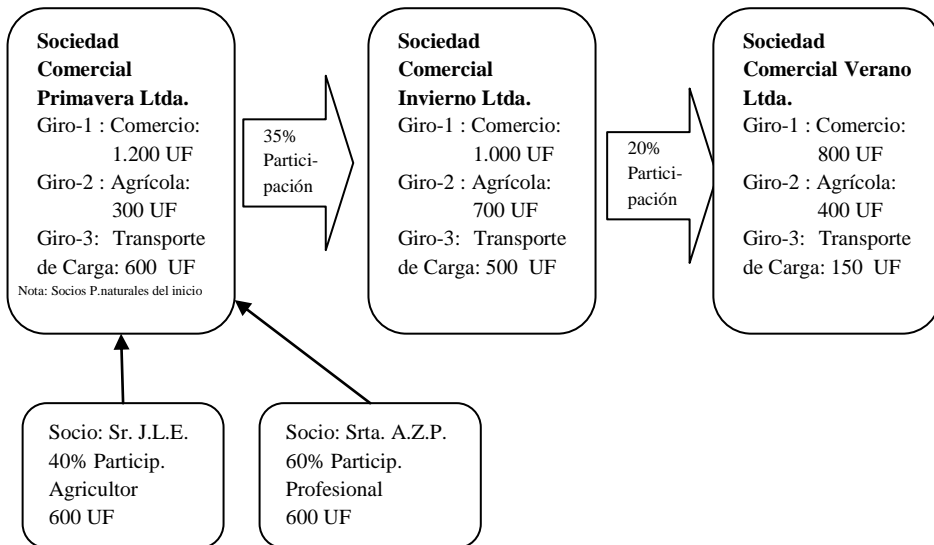 Sociedad
Comercial
Primavera Ltda.
Giro-1 : Comercio:
1.200 UF
Giro-2 : Agrícola:
300 UF
Giro-3: Transporte
de Carga: 600 UF
Nota: Socios P.naturales del inicio
35%
Partici-
pación
Sociedad
Comercial
Invierno Ltda.
Giro-1 : Comercio:
1.000 UF
Giro-2 : Agrícola:
700 UF
Giro-3: Transporte
de Carga: 500 UF
20%
Partici-
pación
Sociedad
Comercial Verano
Ltda.
Giro-1 : Comercio:
800 UF
Giro-2 : Agrícola:
400 UF
Giro-3: Transporte
de Carga: 150 UF
Socio: Sr. J.L.E.
40% Particip.
Agricultor
600 UF
Socio: Srta. A.Z.P.
60% Particip.
Profesional
600 UF